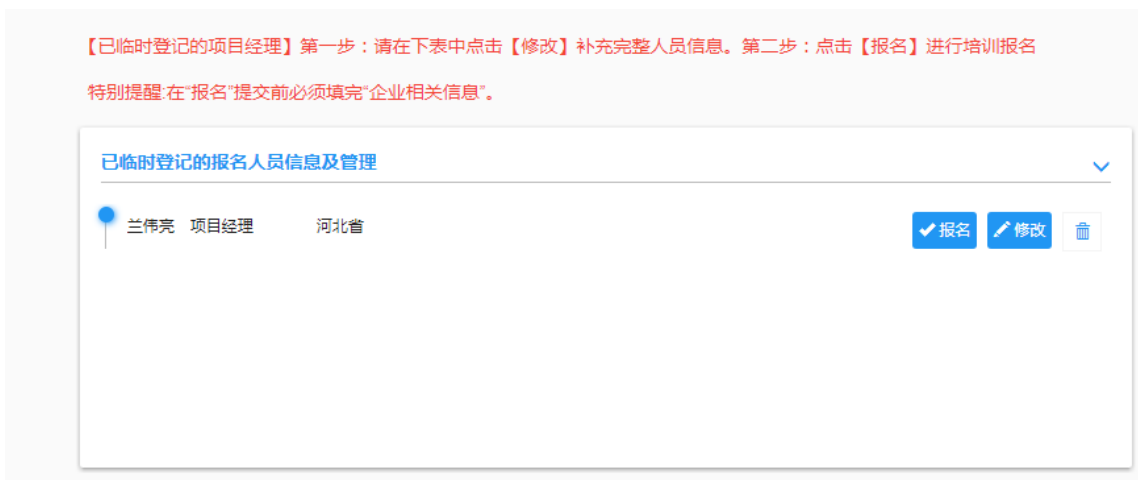 【已临时登记的项目经理】第一步：请在下表中点击【修改】补充完整人员信息。第二步：点击【报名】进行培训报名
特别提醒:在“报名”提交前必须填完“企业相关信息”。
已临时登记的报名人员信息及管理
兰伟亮 项目经理 河北省 报名 修改